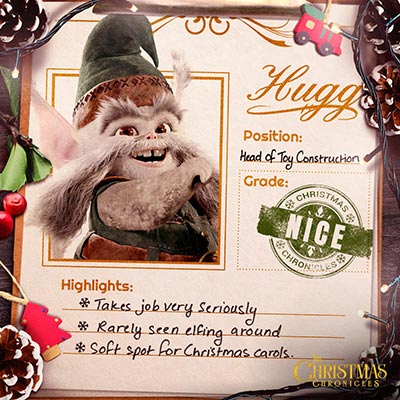 Hugg
Position:
Head of Toy Construction
Grade:
CHRISTMAS
NICE
CHRONICLES
Highlights:
* Takes job very seriously
* Rarely seen elfing around
* Soft spot for Christmas carols.
THE
CHRISTMAS
CHRONICLES